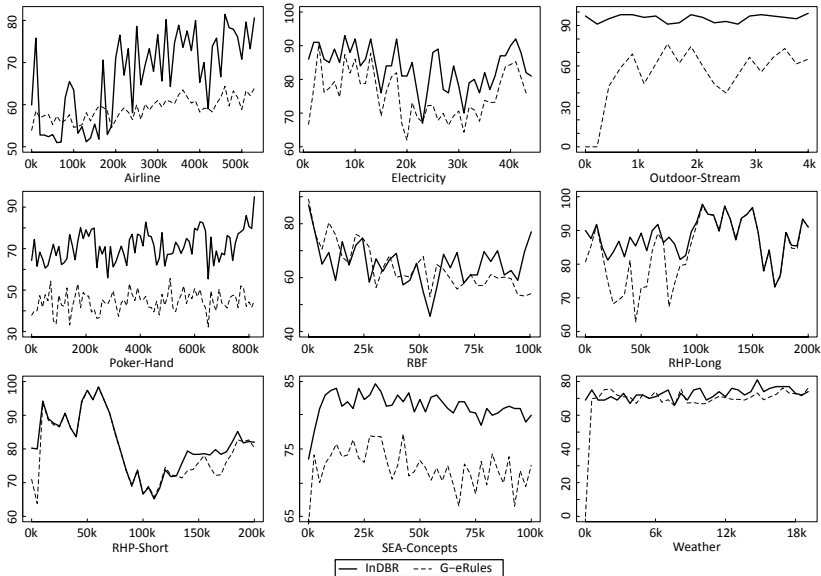 80
70
60
50
0k 100k 200k 300k 400k 500k
Airline
100
90
80
70
60
0k 10k 20k 30k 40k
Electricity
90
60
30
0
0k 1k 2k 3k 4k
Outdoor-Stream
90
70
50
30
0k 200k 400k 600k 800k
Poker-Hand
80
60
40
0k 25k 50k 75k 100k
RBF
100
90
80
70
60
0k 50k 100k 150k 200k
RHP-Long
100
90
80
70
60
0k 50k 100k 150k 200k
RHP-Short
85
75
65
0k 25k 50k 75k 100k
SEA-Concepts
80
60
40
20
0
0k 6k 12k 18k
Weather
InDBR G-eRules